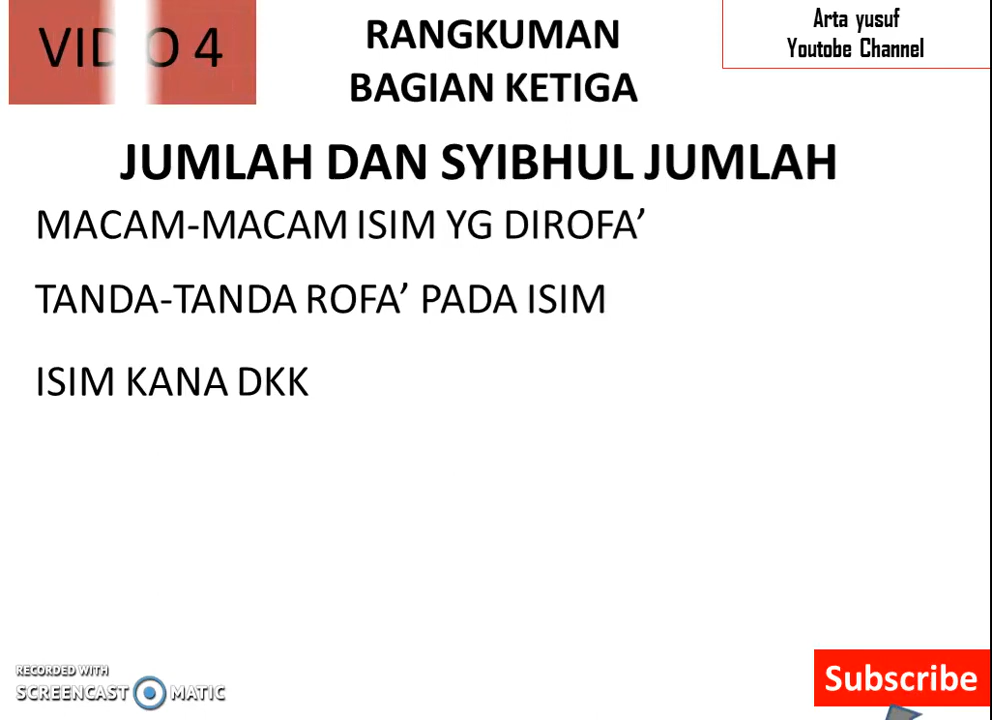 VIDEO 4
RANGKUMAN
BAGIAN KETIGA
Arta yusuf
Youtobe Channel
JUMLAH DAN SYIBHUL JUMLAH
MACAM-MACAM ISIM YG DIROFA’
TANDA-TANDA ROFA’ PADA ISIM
ISIM KANA DKK
RECORDED WITH
SCREENCAST MATIC
Subscribe